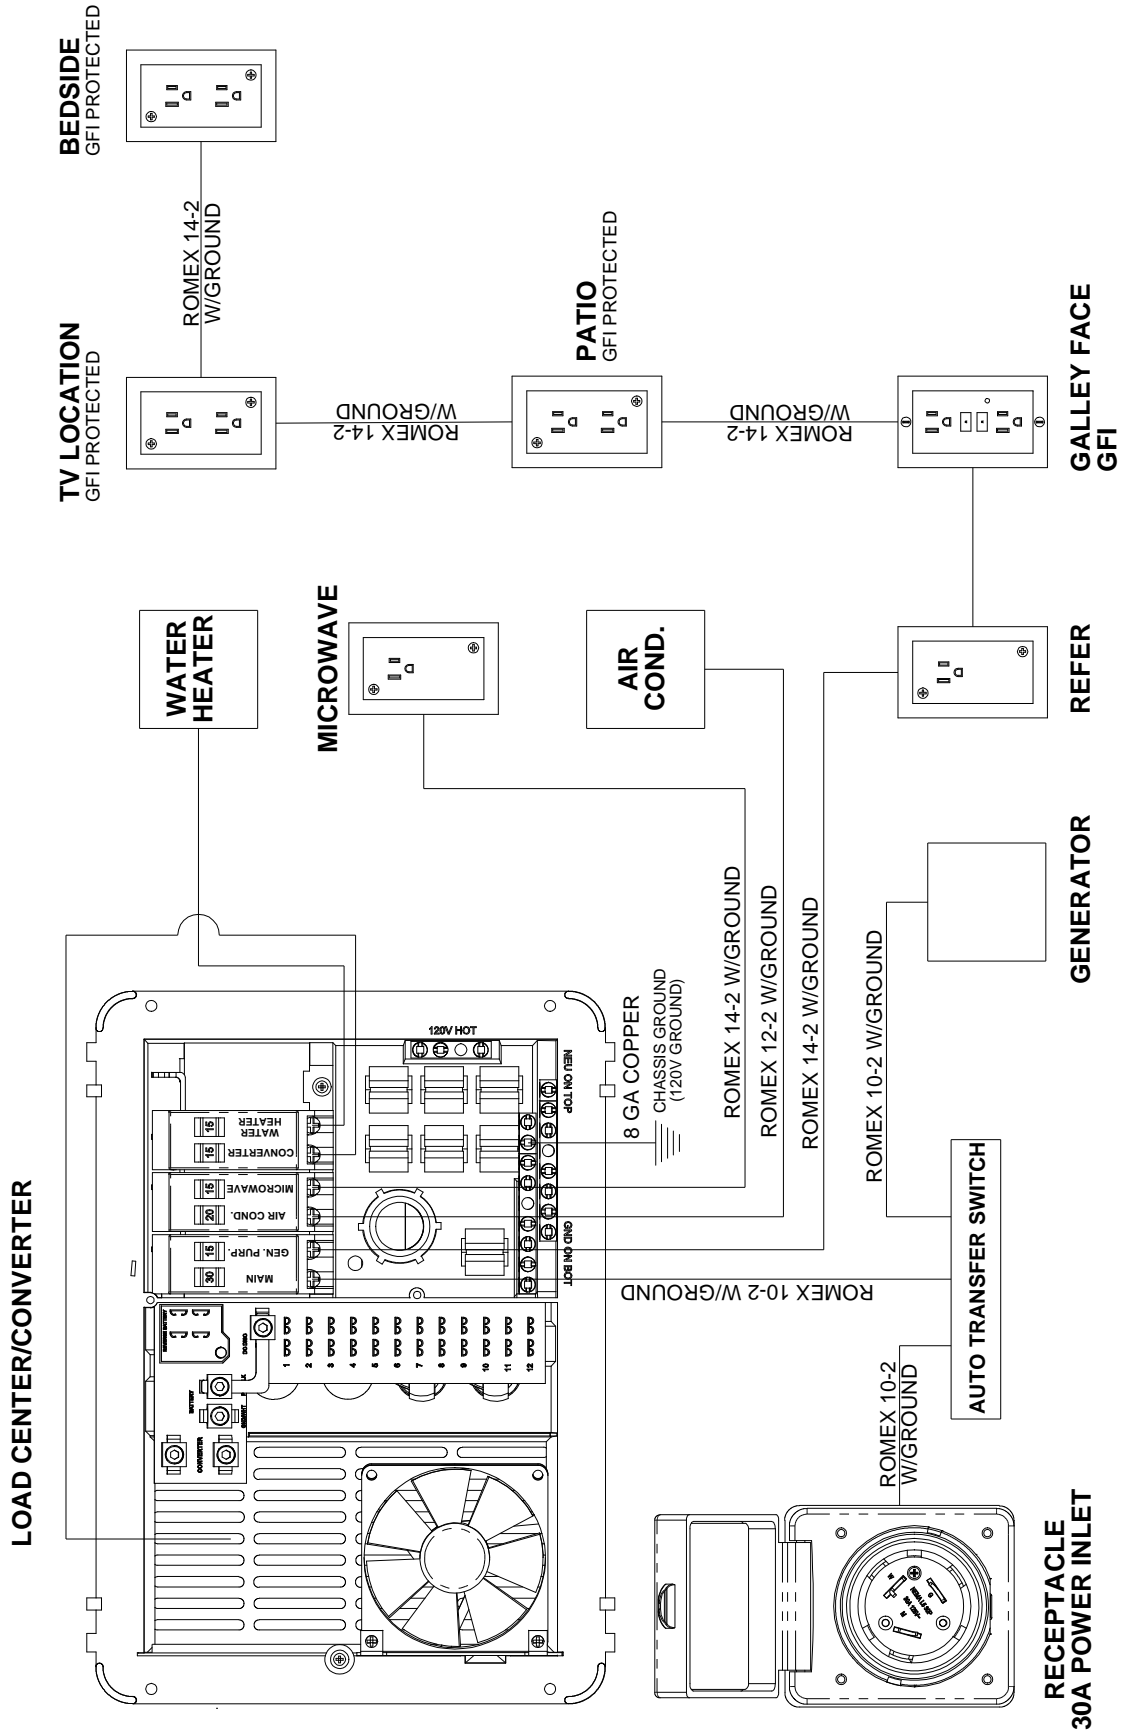 LOAD CENTER/CONVERTER
WATER
HEATER
MICROWAVE
AIR
COND.
TV LOCATION
GFI PROTECTED
BEDSIDE
GFI PROTECTED
ROMEX 14-2
W/GROUND
PATIO
GFI PROTECTED
ROMEX 14-2
W/GROUND
ROMEX 14-2
W/GROUND
GALLEY FACE
GFI
REFER
GENERATOR
ROMEX 14-2 W/GROUND
ROMEX 12-2 W/GROUND
ROMEX 14-2 W/GROUND
ROMEX 10-2 W/GROUND
8 GA COPPER
CHASSIS GROUND
(120V GROUND)
ROMEX 10-2 W/GROUND
AUTO TRANSFER SWITCH
ROMEX 10-2
W/GROUND
RECEPTACLE
30A POWER INLET
MAIN
30
GEN. PURP.
15
AIR COND.
20
MICROWAVE
15
CONVERTER
15
WATER
HEATER
15
120V HOT
NEU ON TOP
GND ON BOT
REVERSE BATTERY
BATTERY
CONVERTER
1
2
3
4
5
6
7
8
9
10
11
12
W
G